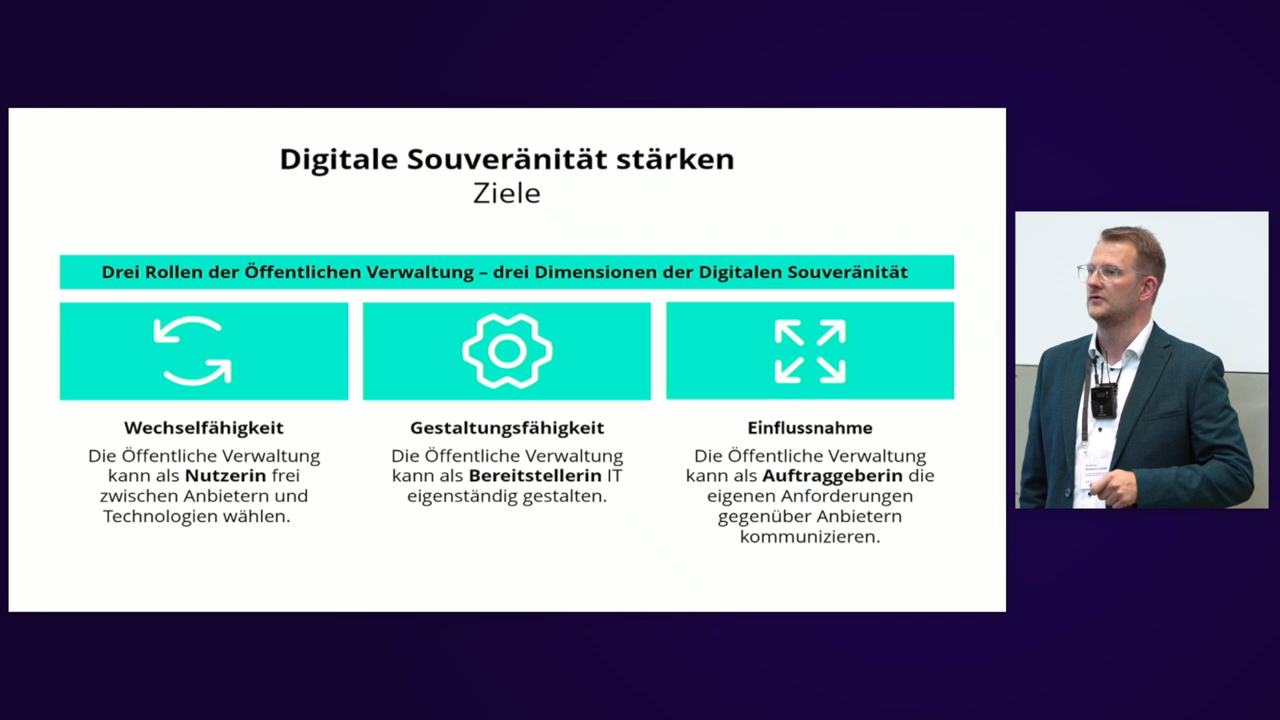 Digitale Souveränität stärken
Ziele
Drei Rollen der Öffentlichen Verwaltung – drei Dimensionen der Digitalen Souveränität
Wechselfähigkeit
Die Öffentliche Verwaltung
kann als Nutzerin frei
zwischen Anbietern und
Technologien wählen.
Gestaltungsfähigkeit
Die Öffentliche Verwaltung
kann als Bereitstellerin IT
eigenständig gestalten.
Einflussnahme
Die Öffentliche Verwaltung
kann als Auftraggeberin die
eigenen Anforderungen
gegenüber Anbietern
kommunizieren.